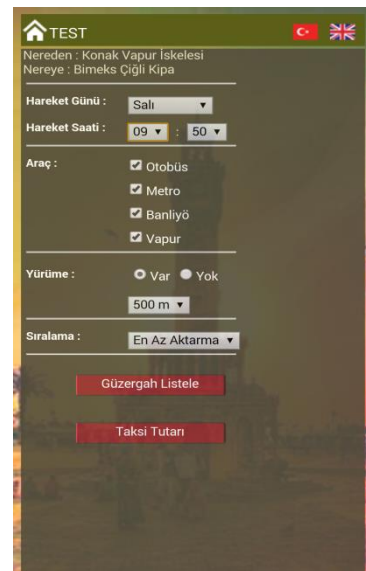 TEST
Nereden : Konak Vapur İskelesi
Nereye : Bimeks Çiğli Kipa
Hareket Günü : Salı
Hareket Saati : 09 : 50
Araç : Otobüs
Metro
Banliyö
Vapur
Yürüme : Var Yok
500 m
Sıralama : En Az Aktarma
Güzergah Listele
Taksi Tutarı